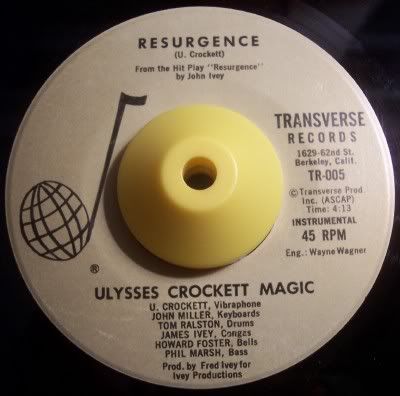 RESURGENCE
(U. Crockett)
From the Hit Play "Resurgence"
by John Ivey
TRANSVERSE
RECORDS
1629-62nd St.
Berkeley, Calif.
TR-005
© Transverse Prod.
Inc. (ASCAP)
Time: 4:13
INSTRUMENTAL
45 RPM
Eng.: Wayne Wagner
®
ULYSSES CROCKETT MAGIC
U. CROCKETT, Vibraphone
JOHN MILLER, Keyboards
TOM RALSTON, Drums
JAMES IVEY, Congas
HOWARD FOSTER, Bells
PHIL MARSH, Bass
Prod. by Fred Ivey for
Ivey Productions